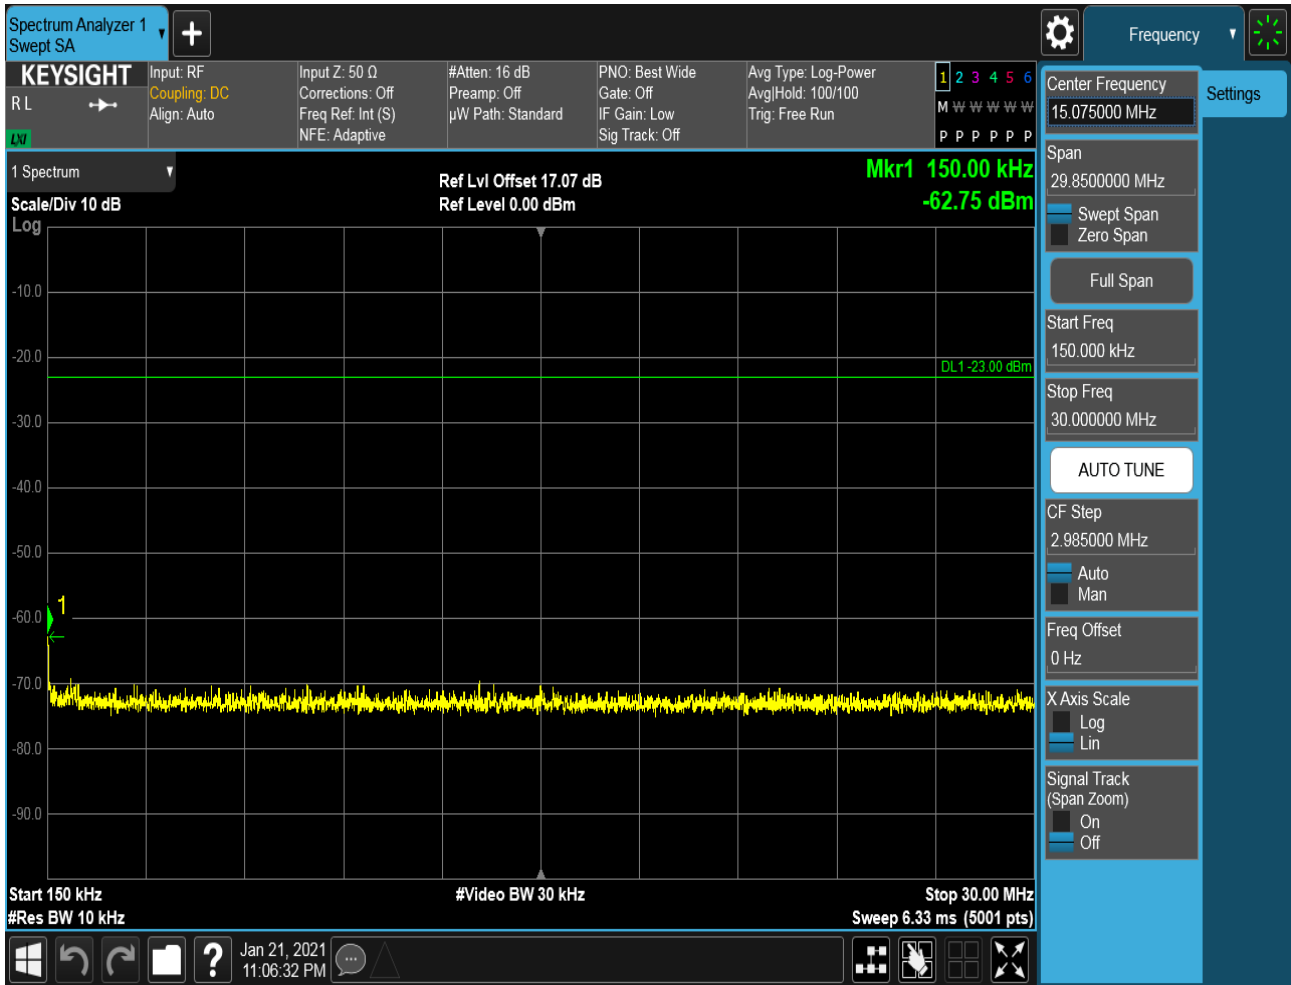 Spectrum Analyzer 1
Swept SA
Frequency
KEYSIGHT
R L
LXI
Input: RF
Coupling: DC
Align: Auto
Input Z: 50 Ω
Corrections: Off
Freq Ref: Int (S)
NFE: Adaptive
#Atten: 16 dB
Preamp: Off
µW Path: Standard
PNO: Best Wide
Gate: Off
IF Gain: Low
Sig Track: Off
Avg Type: Log-Power
Avg|Hold: 100/100
Trig: Free Run
1 2 3 4 5 6
M W W W W W
P P P P P P
1 Spectrum
Scale/Div 10 dB
Log
Ref Lvl Offset 17.07 dB
Ref Level 0.00 dBm
Mkr1 150.00 kHz
-62.75 dBm
-10.0
-20.0
DL1 -23.00 dBm
-30.0
-40.0
-50.0
1
-60.0
-70.0
-80.0
-90.0
Start 150 kHz
#Video BW 30 kHz
Stop 30.00 MHz
#Res BW 10 kHz
Sweep 6.33 ms (5001 pts)
Jan 21, 2021
11:06:32 PM
Center Frequency
15.075000 MHz
Settings
Span
29.8500000 MHz
Swept Span
Zero Span
Full Span
Start Freq
150.000 kHz
Stop Freq
30.000000 MHz
AUTO TUNE
CF Step
2.985000 MHz
Auto
Man
Freq Offset
0 Hz
X Axis Scale
Log
Lin
Signal Track
(Span Zoom)
On
Off